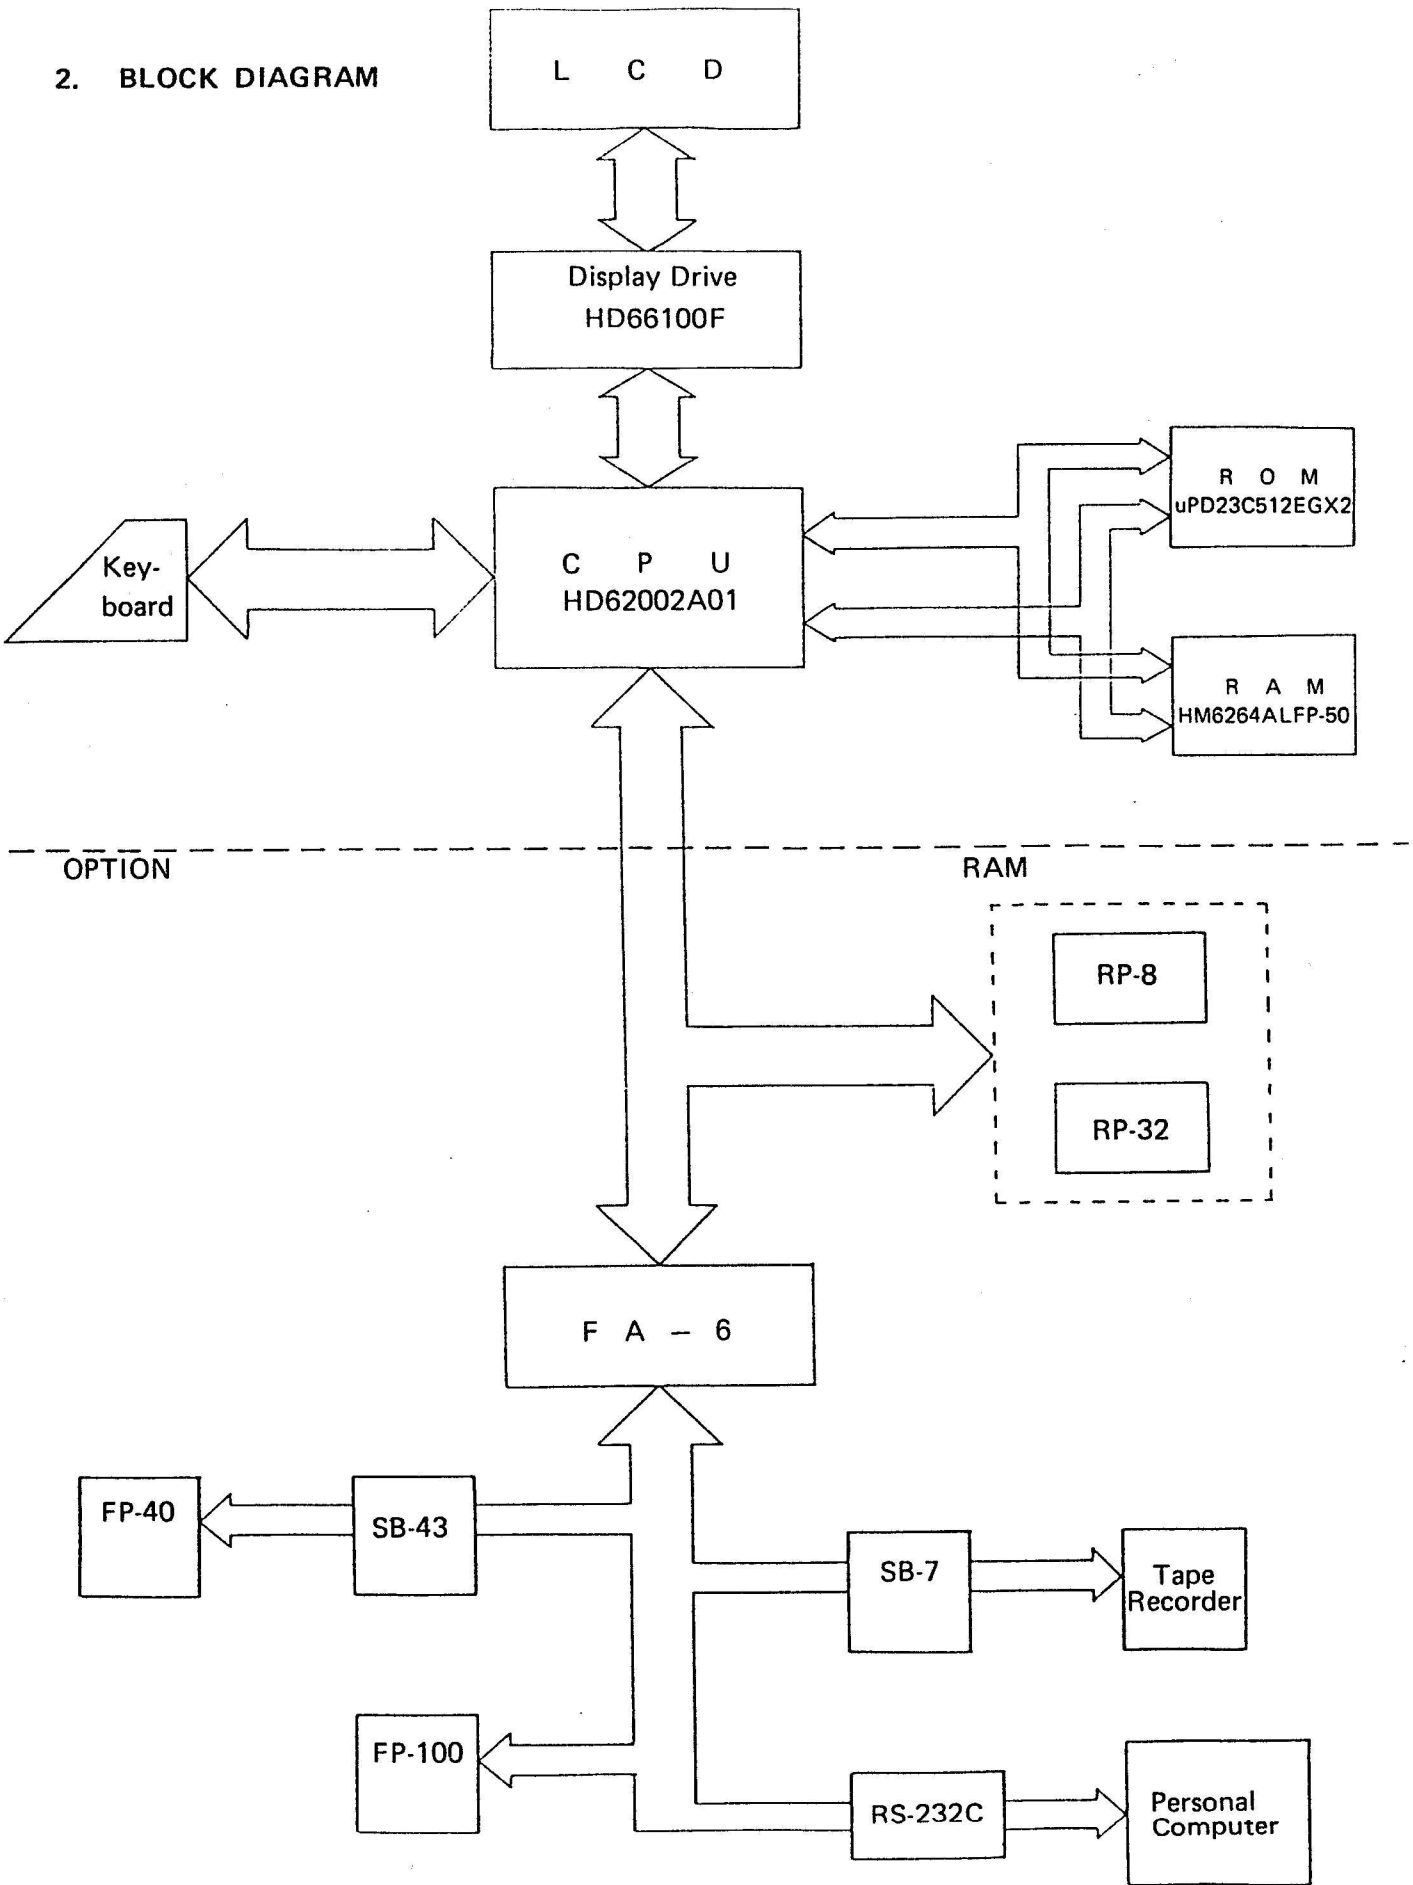 2. BLOCK DIAGRAM
L C D
Display Drive
HD66100F
R O M
uPD23C512EGX2
C P U
HD62002A01
Key-
board
R A M
HM6264ALFP-50
OPTION
RAM
RP-8
RP-32
F A – 6
FP-40
SB-43
SB-7
Tape
Recorder
FP-100
RS-232C
Personal
Computer